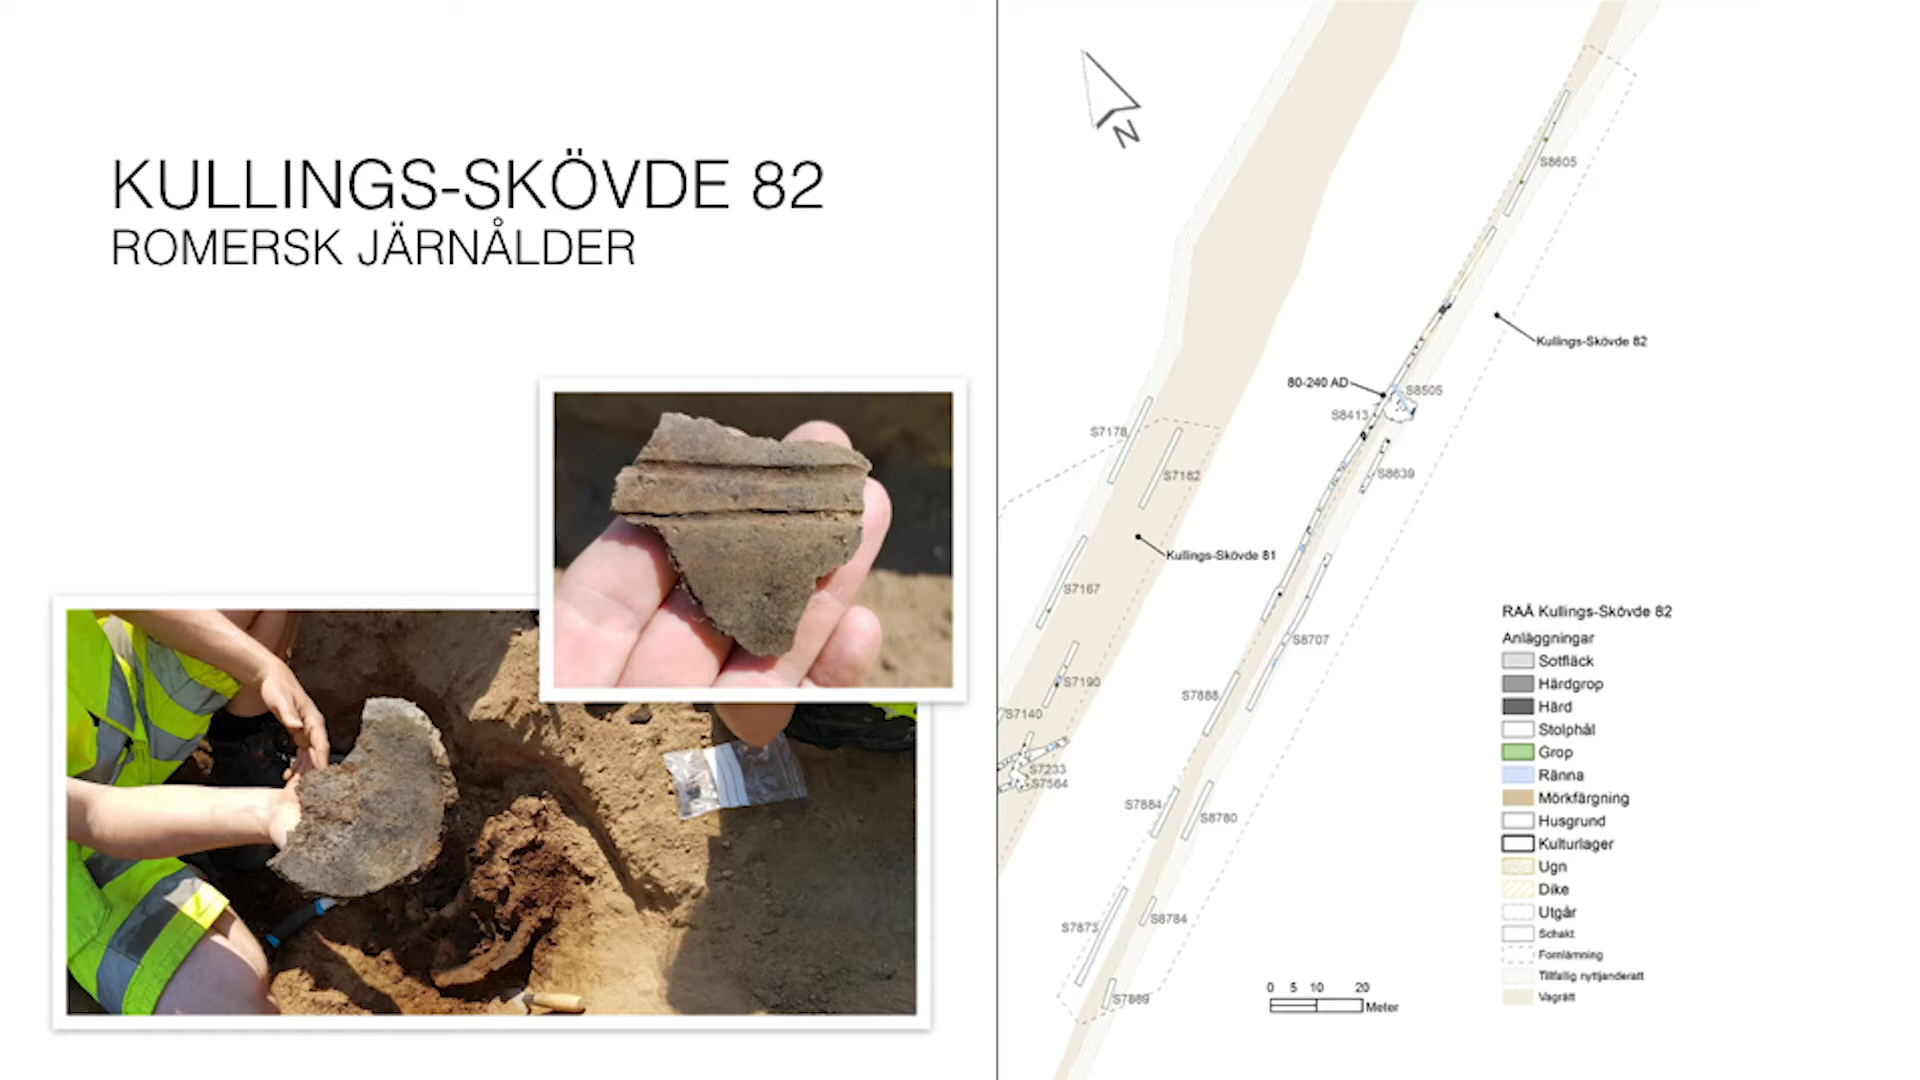 KULLINGS-SKÖVDE 82
ROMERSK JÄRNÅLDER
N
S8605
Kullings-Skövde 82
80-240 AD
S8505
S8413
S7178
S7182
S8639
Kullings-Skövde 81
S7167
S8707
S7190
S7888
S7140
S7233
S7564
S7884
S8780
S7873
S8784
S7869
RAÄ Kullings-Skövde 82
Anläggningar
Sotfläck
Härdgrop
Härd
Stolphål
Grop
Ränna
Mörkfärgning
Husgrund
Kulturlager
Ugn
Dike
Utgår
Schakt
Fornlämning
Tillfällig nyttjanderätt
Vägrätt
0 5 10 20
Meter